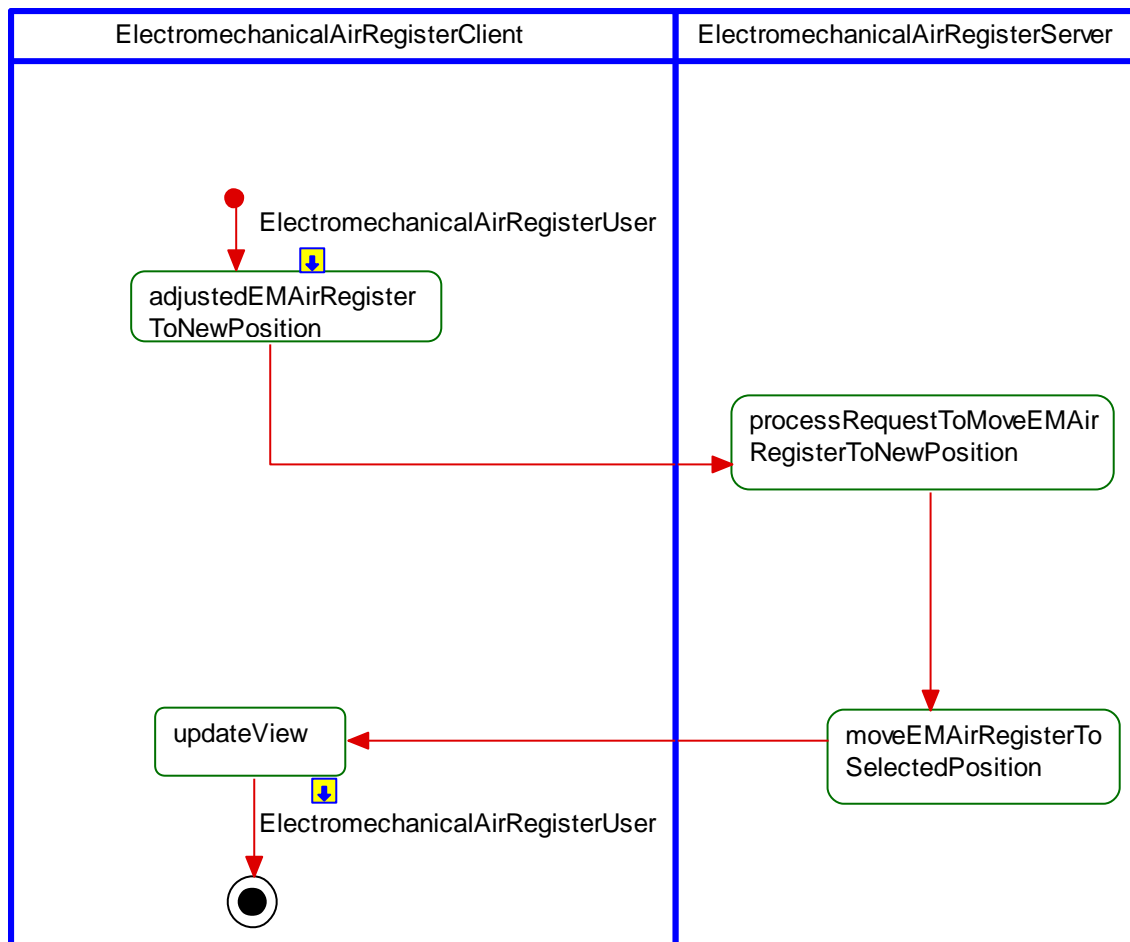 ElectromechanicalAirRegisterClient
ElectromechanicalAirRegisterServer
ElectromechanicalAirRegisterUser
adjustedEMAirRegister
ToNewPosition
processRequestToMoveEMAir
RegisterToNewPosition
updateView
moveEMAirRegisterTo
SelectedPosition
ElectromechanicalAirRegisterUser